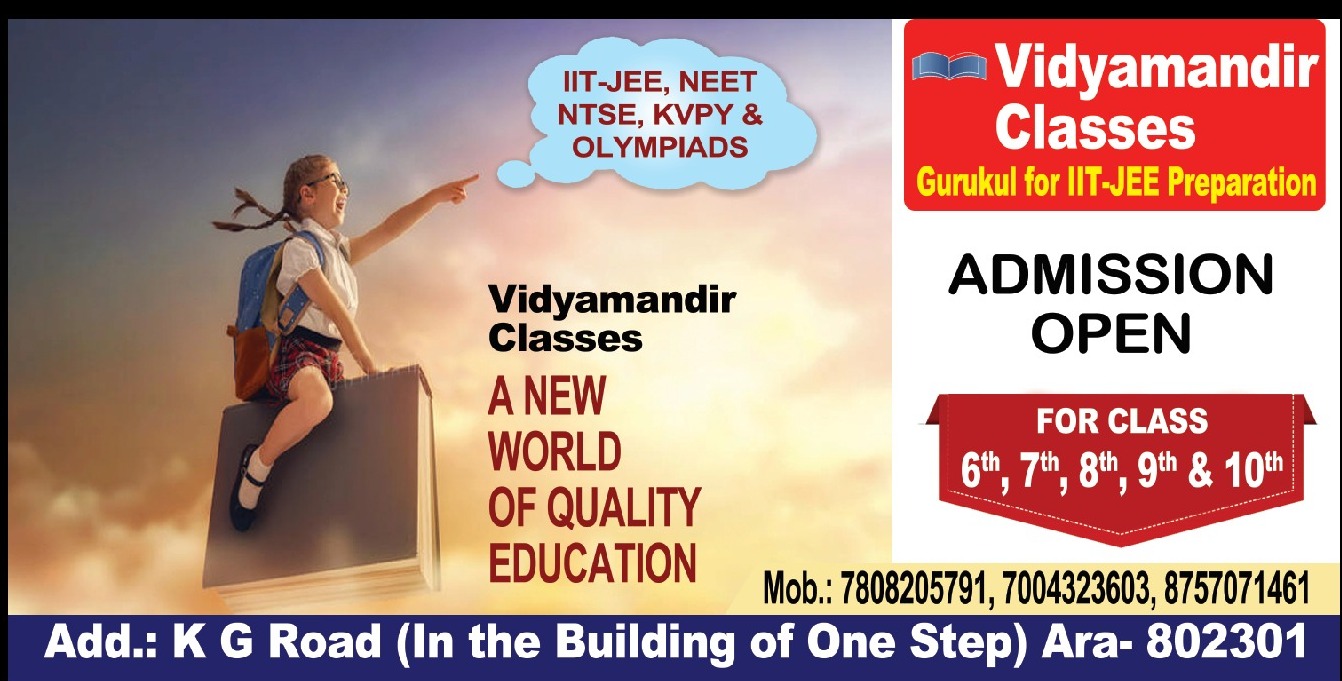 IIT-JEE, NEET
NTSE, KVPY &
OLYMPIADS
Vidyamandir
Classes
A NEW
WORLD
OF QUALITY
EDUCATION
Vidyamandir
Classes
Gurukul for IIT-JEE Preparation
ADMISSION
OPEN
FOR CLASS
6th, 7th, 8th, 9th & 10th
Mob.: 7808205791, 7004323603, 8757071461
Add.: K G Road (In the Building of One Step) Ara- 802301